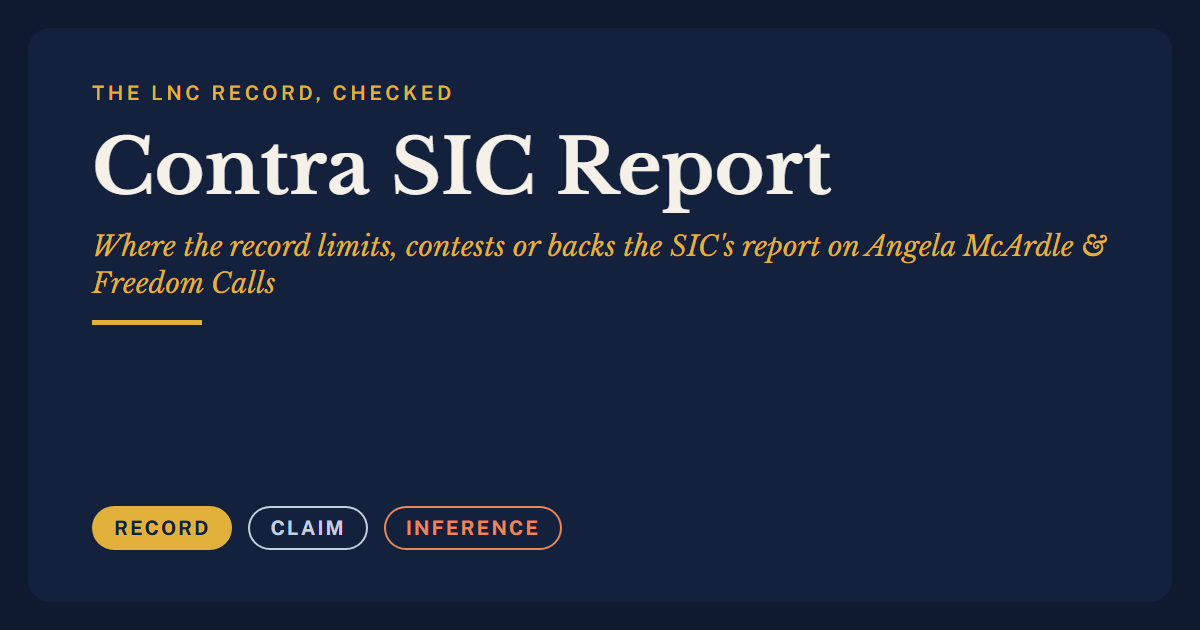 THE LNC RECORD, CHECKED
Contra SIC Report
Where the record limits, contests or backs the SIC's report on Angela McArdle &
Freedom Calls
RECORD
CLAIM
INFERENCE